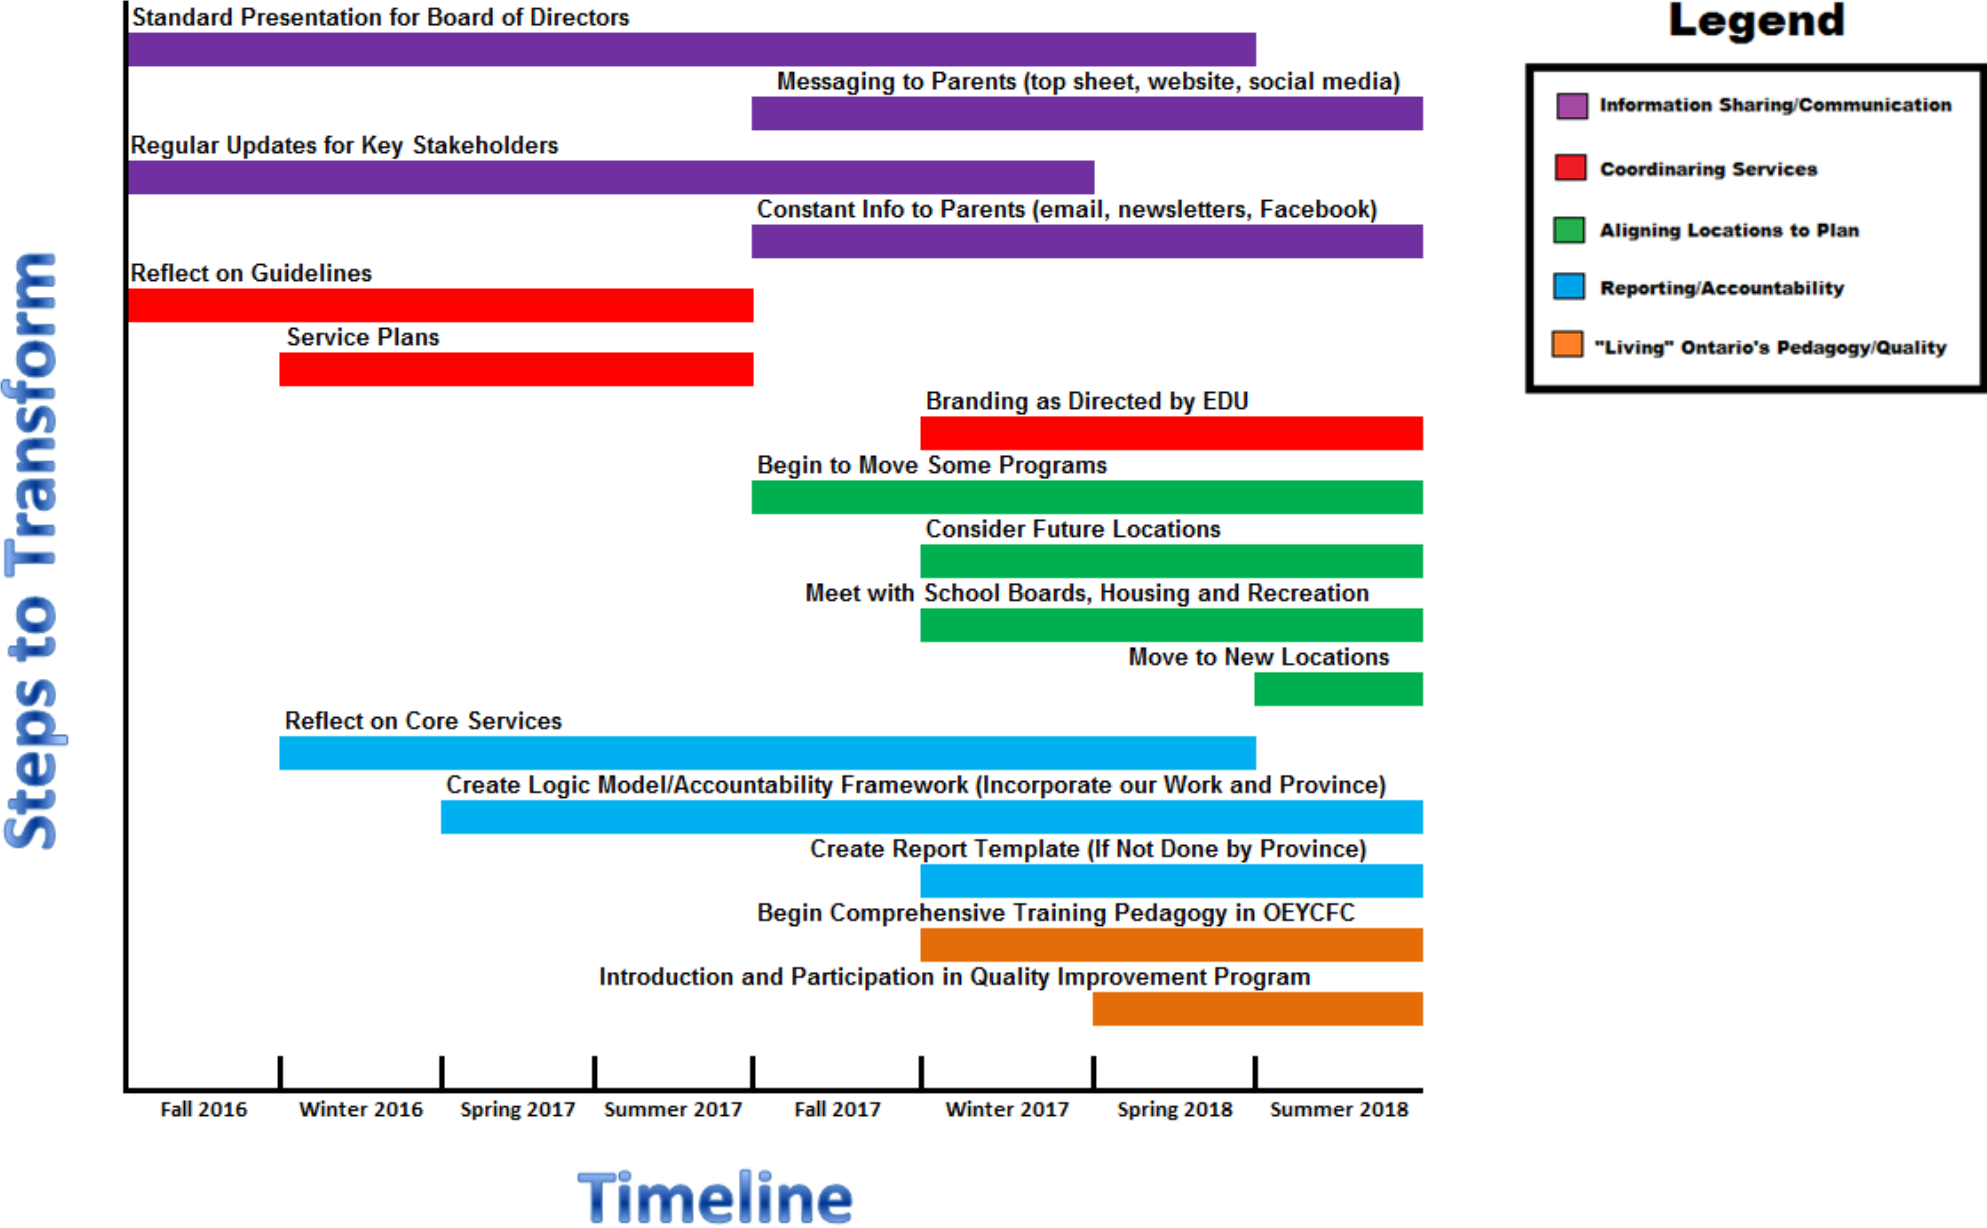 Standard Presentation for Board of Directors
Messaging to Parents (top sheet, website, social media)
Regular Updates for Key Stakeholders
Constant Info to Parents (email, newsletters, Facebook)
Reflect on Guidelines
Service Plans
Branding as Directed by EDU
Begin to Move Some Programs
Consider Future Locations
Meet with School Boards, Housing and Recreation
Move to New Locations
Reflect on Core Services
Create Logic Model/Accountability Framework (Incorporate our Work and Province)
Create Report Template (If Not Done by Province)
Begin Comprehensive Training Pedagogy in OEYCFC
Introduction and Participation in Quality Improvement Program
Fall 2016
Winter 2016
Spring 2017
Summer 2017
Fall 2017
Winter 2017
Spring 2018
Summer 2018
Timeline
Steps to Transform
Legend
Information Sharing/Communication
Coordinaring Services
Aligning Locations to Plan
Reporting/Accountability
"Living" Ontario's Pedagogy/Quality